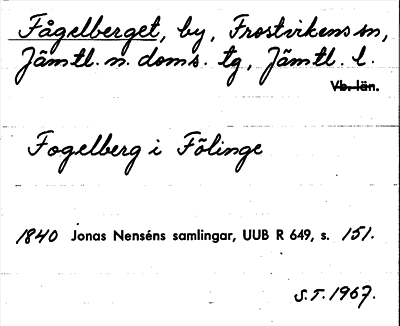 Fågelberget, by, Frostvikens sn,
Jämtl. n. doms. tg, Jämtl. l.
Vb. län.
Fogelberg i Fölinge
1840 Jonas Nenséns samlingar, UUB R 649, s. 151.
S.T. 1967.